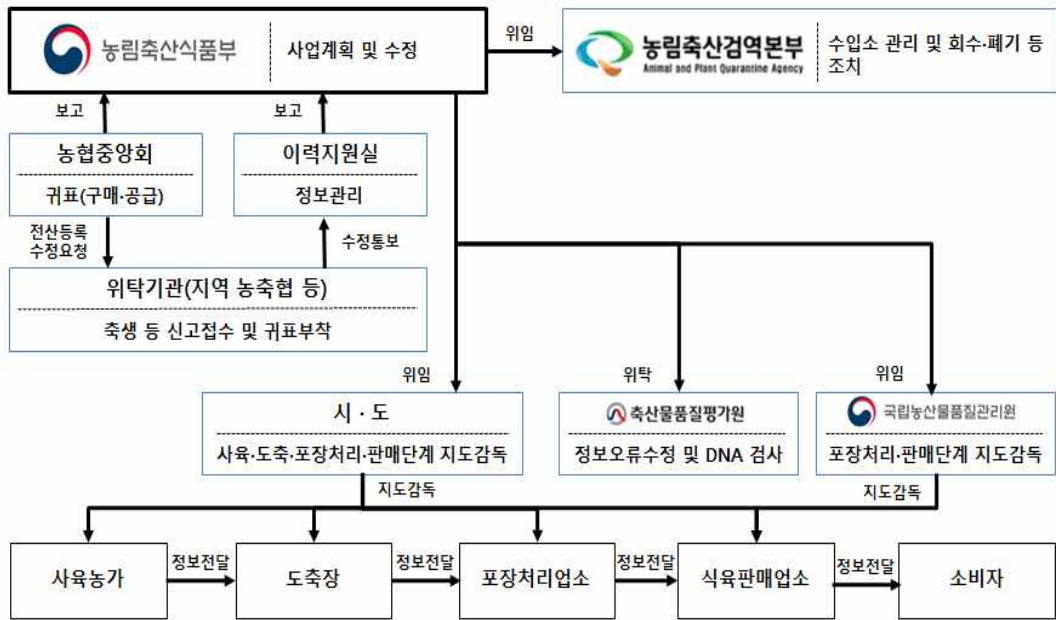 농림축산식품부
사업계획 및 수정
위임
농림축산검역본부
Animal and Plant Quarantine Agency
수입소 관리 및 회수·폐기 등
조치
보고
보고
농협중앙회
귀표(구매·공급)
이력지원실
정보관리
전산등록
수정요청
수정통보
위탁기관(지역 농축협 등)
축생 등 신고접수 및 귀표부착
위임
위탁
위임
시 · 도
사육·도축·포장처리·판매단계 지도감독
축산물품질평가원
정보오류수정 및 DNA 검사
국립농산물품질관리원
포장처리·판매단계 지도감독
지도감독
지도감독
사육농가
정보전달
도축장
정보전달
포장처리업소
정보전달
식육판매업소
정보전달
소비자